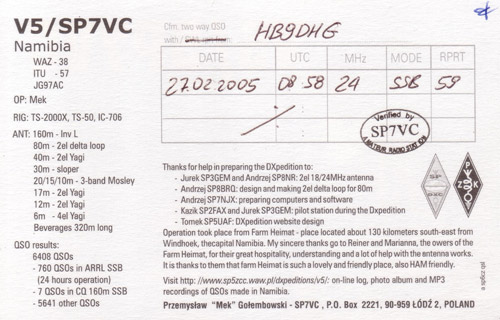 V5/SP7VC
Namibia
WAZ - 38
ITU - 57
JG97AC
OP: Mek
RIG: TS-2000X, TS-50, IC-706
ANT: 160m - Inv L
80m - 2el delta loop
40m - 2el Yagi
30m - sloper
20/15/10m - 3-band Mosley
17m - 2el Yagi
12m - 2el Yagi
6m - 4el Yagi
Beverages 320m long
QSO results:
6408 QSOs
- 760 QSOs in ARRL SSB
(24 hours operation)
- 7 QSOs in CQ 160m SSB
- 5641 other QSOs
Cfm. two way QSO
with / from HB9DHG
DATE UTC MHz MODE RPRT
27.02.2005 08 58 24 SSB 59
Verified by
SP7VC
AMATEUR RADIO STATION
PZK
Thanks for help in preparing the DXpedition to:
- Jurek SP3GEM and Andrzej SP8NR: 2el 18/24MHz antenna
- Andrzej SP8BRQ: design and making 2el delta loop for 80m
- Andrzej SP7NJX: preparing computers and software
- Kazik SP2FAX and Jurek SP3GEM: pilot station during the Dxpedition
- Tomek SP5UAF: DXpedition website design
Operation took place from Farm Heimat - place located about 130 kilometers south-east from
Windhoek, thecapital Namibia. My sincere thanks go to Reiner and Marianna, the owers of the
Farm Heimat, for their great hospitality, understanding and a lot of help with the antenna works.
It is thanks to them that farm Heimat is such a lovely and friendly place, also HAM friendly.
Visit http: //www.sp5zcc.waw.pl/dxpeditions/v5/: on-line log, photo album and MP3
recordings of QSOs made in Namibia.
Przemysław "Mek" Gołembowski - SP7VC , P.O. Box 2221, 90-959 ŁÓDŹ 2, POLAND